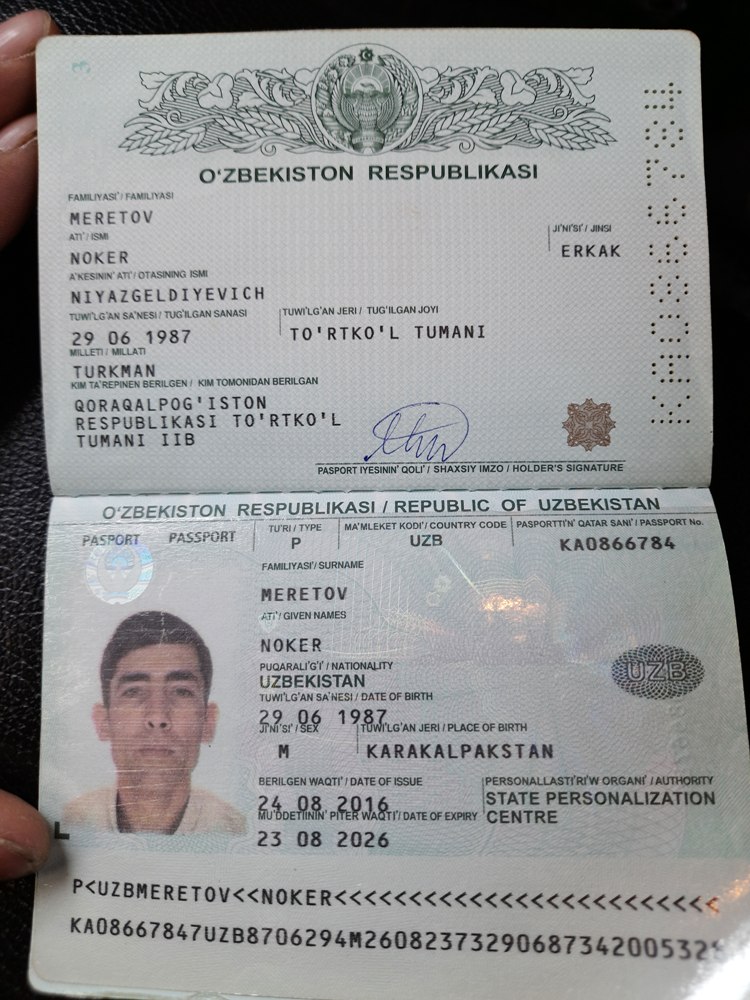 O'ZBEKISTON RESPUBLIKASI
FAMILIYASI' / FAMILIYASI
MERETOV
ATI' / ISMI
JI'NI'SI' / JINSI
NOKER
ERKAK
A'KESININ' ATI' / OTASINING ISMI
NIYAZGELDIYEVICH
TUWI'LG'AN SA'NESI / TUG'ILGAN SANASI
TUWI'LG'AN JERI / TUG'ILGAN JOYI
29 06 1987
TO'RTKO'L TUMANI
MILLETI / MILLATI
TURKMAN
KIM TA'REPINEN BERILGEN / KIM TOMONIDAN BERILGAN
QORAQALPOG'ISTON
RESPUBLIKASI TO'RTKO'L
TUMANI IIB
PASPORT IYESININ' QOLI' / SHAXSIY IMZO / HOLDER'S SIGNATURE
KA0866784
O'ZBEKISTON RESPUBLIKASI / REPUBLIC OF UZBEKISTAN
PASPORT PASSPORT
TU'RI / TYPE
MA'MLEKET KODI' / COUNTRY CODE
PASPORTTI'N' QATAR SANI' / PASSPORT No.
P
UZB
KA0866784
FAMILIYASI' / SURNAME
MERETOV
ATI' / GIVEN NAMES
NOKER
PUQARALI'G'I' / NATIONALITY
UZBEKISTAN
UZB
TUWI'LG'AN SA'NESI / DATE OF BIRTH
29 06 1987
JI'NI'SI' / SEX
TUWI'LG'AN JERI / PLACE OF BIRTH
M
KARAKALPAKSTAN
BERILGEN WAQTI' / DATE OF ISSUE
PERSONALLASTI'RI'W ORGANI' / AUTHORITY
24 08 2016
STATE PERSONALIZATION
CENTRE
MU'DDETININ' PITER WAQTI' / DATE OF EXPIRY
23 08 2026
P<UZBMERETOV<<NOKER<<<<<<<<<<<<<<<<<<<<<<<<<
KA08667847UZB8706294M2608237329068734200532